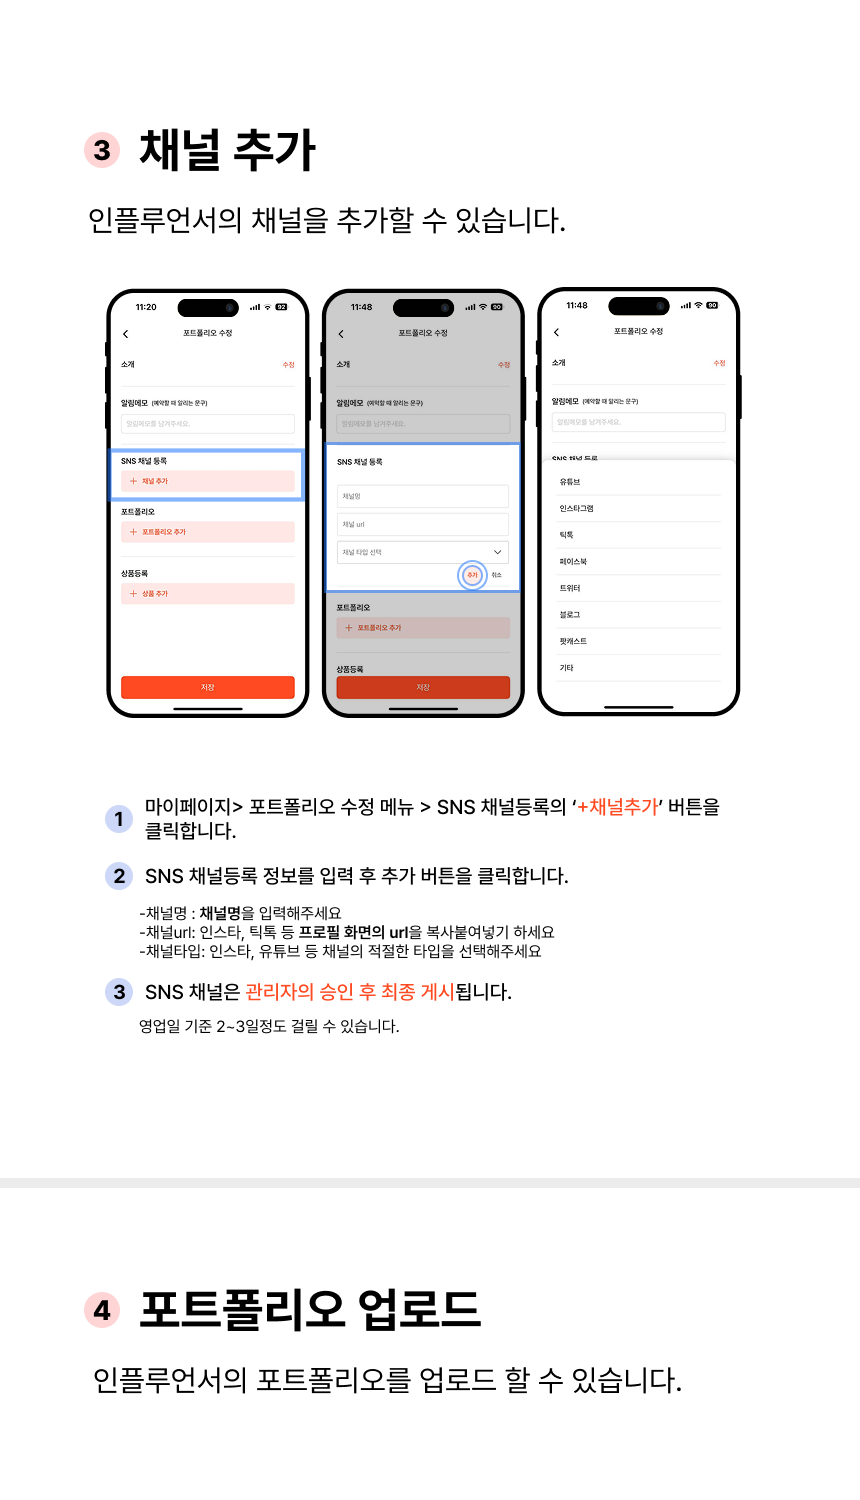 3 채널 추가
인플루언서의 채널을 추가할 수 있습니다.
11:20
92
포트폴리오 수정
소개 수정
알림메모 (예약할 때 알리는 문구)
알림메모를 남겨주세요.
SNS 채널 등록
+ 채널 추가
포트폴리오
+ 포트폴리오 추가
상품등록
+ 상품 추가
저장
11:48
90
포트폴리오 수정
소개 수정
알림메모 (예약할 때 알리는 문구)
알림메모를 남겨주세요.
SNS 채널 등록
채널명
채널 url
채널 타입 선택
추가 취소
포트폴리오
+ 포트폴리오 추가
상품등록
저장
11:48
90
포트폴리오 수정
소개 수정
알림메모 (예약할 때 알리는 문구)
알림메모를 남겨주세요.
SNS 채널 등록
유튜브
인스타그램
틱톡
페이스북
트위터
블로그
팟캐스트
기타
1 마이페이지> 포트폴리오 수정 메뉴 > SNS 채널등록의 ‘+채널추가’ 버튼을
클릭합니다.
2 SNS 채널등록 정보를 입력 후 추가 버튼을 클릭합니다.
-채널명 : 채널명을 입력해주세요
-채널url: 인스타, 틱톡 등 프로필 화면의 url을 복사붙여넣기 하세요
-채널타입: 인스타, 유튜브 등 채널의 적절한 타입을 선택해주세요
3 SNS 채널은 관리자의 승인 후 최종 게시됩니다.
영업일 기준 2~3일정도 걸릴 수 있습니다.
4 포트폴리오 업로드
인플루언서의 포트폴리오를 업로드 할 수 있습니다.